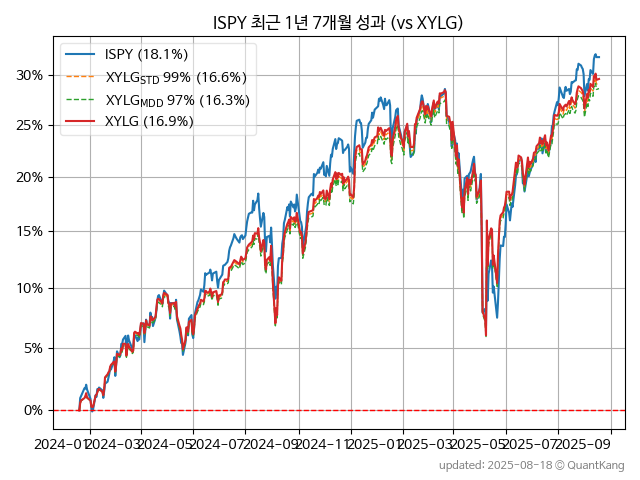 ISPY 최근 1년 7개월 성과 (vs XYLG)
ISPY (18.1%)
XYLG_STD 99% (16.6%)
XYLG_MDD 97% (16.3%)
XYLG (16.9%)
30%
25%
20%
15%
10%
5%
0%
2024-01 2024-03 2024-05 2024-07 2024-09 2024-11 2025-01 2025-03 2025-05 2025-07 2025-09
updated: 2025-08-18 © QuantKang